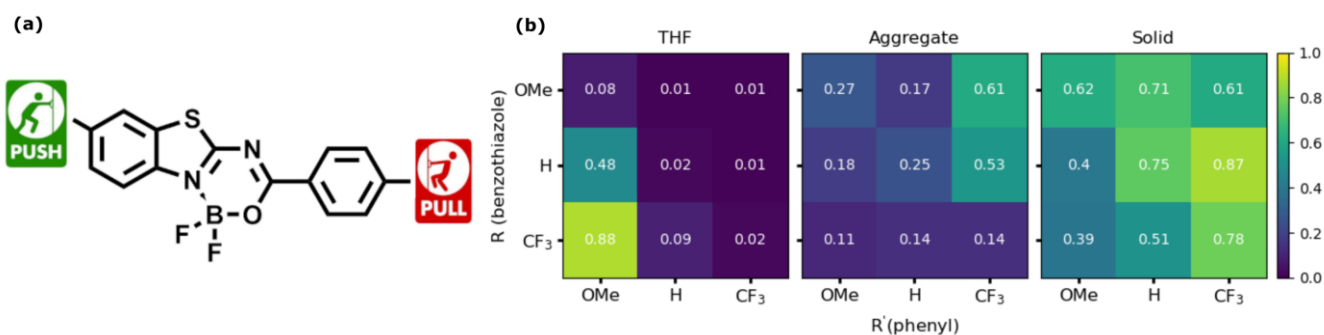 (a)
PUSH
S
N
N
B
O
F
F
PULL
(b)
THF
Aggregate
Solid
R (benzothiazole)
OMe
H
CF₃
0.08 0.01 0.01
0.48 0.02 0.01
0.88 0.09 0.02
0.27 0.17 0.61
0.18 0.25 0.53
0.11 0.14 0.14
0.62 0.71 0.61
0.4 0.75 0.87
0.39 0.51 0.78
OMe H CF₃
OMe H CF₃
OMe H CF₃
R'(phenyl)
1.0
0.8
0.6
0.4
0.2
0.0